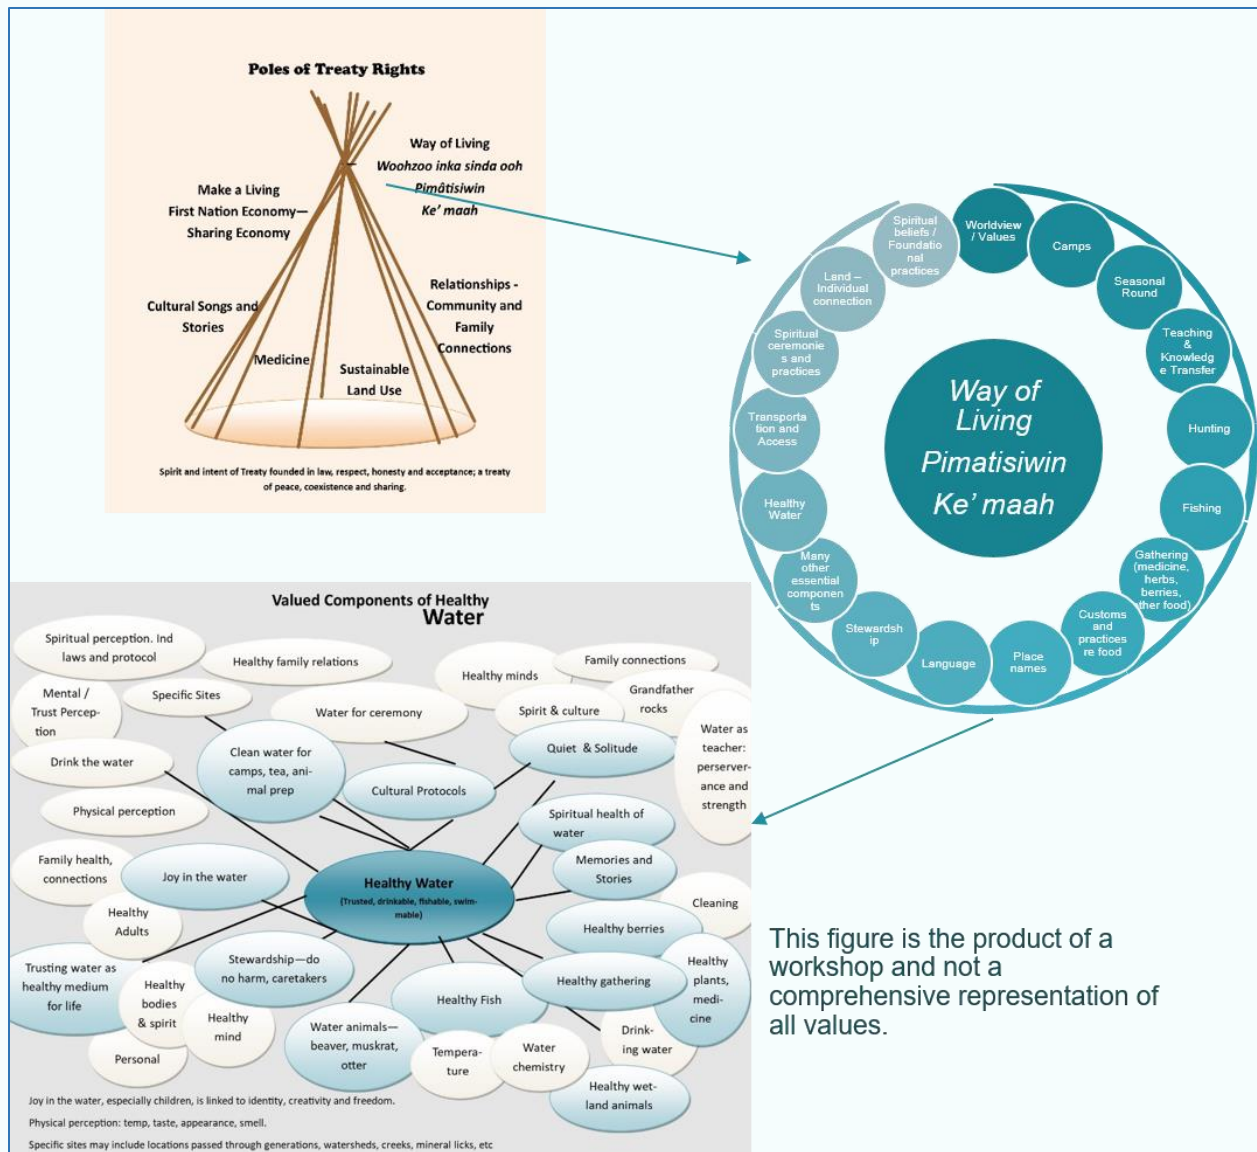 Poles of Treaty Rights
Way of Living
Woohzoo inka sinda ooh
Pimâtisiwin
Ke’ maah
Make a Living
First Nation Economy—
Sharing Economy
Relationships -
Community and
Family
Connections
Cultural Songs and
Stories
Medicine
Sustainable
Land Use
Spirit and intent of Treaty founded in law, respect, honesty and acceptance; a treaty
of peace, coexistence and sharing.
Way of
Living
Pimatisiwin
Ke’ maah
Worldview
/ Values
Camps
Seasonal
Round
Teaching
&
Knowledg
e Transfer
Hunting
Fishing
Gathering
(medicine,
herbs,
berries,
other food)
Customs
and
practices
re food
Place
names
Language
Stewardsh
ip
Many
other
essential
componen
ts
Healthy
Water
Transporta
tion and
Access
Spiritual
ceremonie
s and
practices
Land –
Individual
connection
Spiritual
beliefs /
Foundatio
nal
practices
Valued Components of Healthy
Water
Spiritual perception. Ind
laws and protocol
Healthy family relations
Healthy minds
Family connections
Grandfather
rocks
Mental /
Trust Percep-
tion
Specific Sites
Water for ceremony
Spirit & culture
Water as
teacher:
perserver-
ance and
strength
Drink the water
Clean water for
camps, tea, ani-
mal prep
Cultural Protocols
Quiet & Solitude
Physical perception
Spiritual health of
water
Family health,
connections
Joy in the water
Healthy Water
(Trusted, drinkable, fishable, swim-
mable)
Memories and
Stories
Cleaning
Healthy
Adults
Healthy berries
Trusting water as
healthy medium
for life
Healthy
bodies
& spirit
Stewardship—do
no harm, caretakers
Healthy Fish
Healthy gathering
Healthy
plants,
medi-
cine
Healthy
mind
Personal
Water animals—
beaver, muskrat,
otter
Tempera-
ture
Water
chemistry
Drink-
ing water
Healthy wet-
land animals
Joy in the water, especially children, is linked to identity, creativity and freedom.
Physical perception: temp, taste, appearance, smell.
Specific sites may include locations passed through generations, watersheds, creeks, mineral licks, etc
This figure is the product of a
workshop and not a
comprehensive representation of
all values.